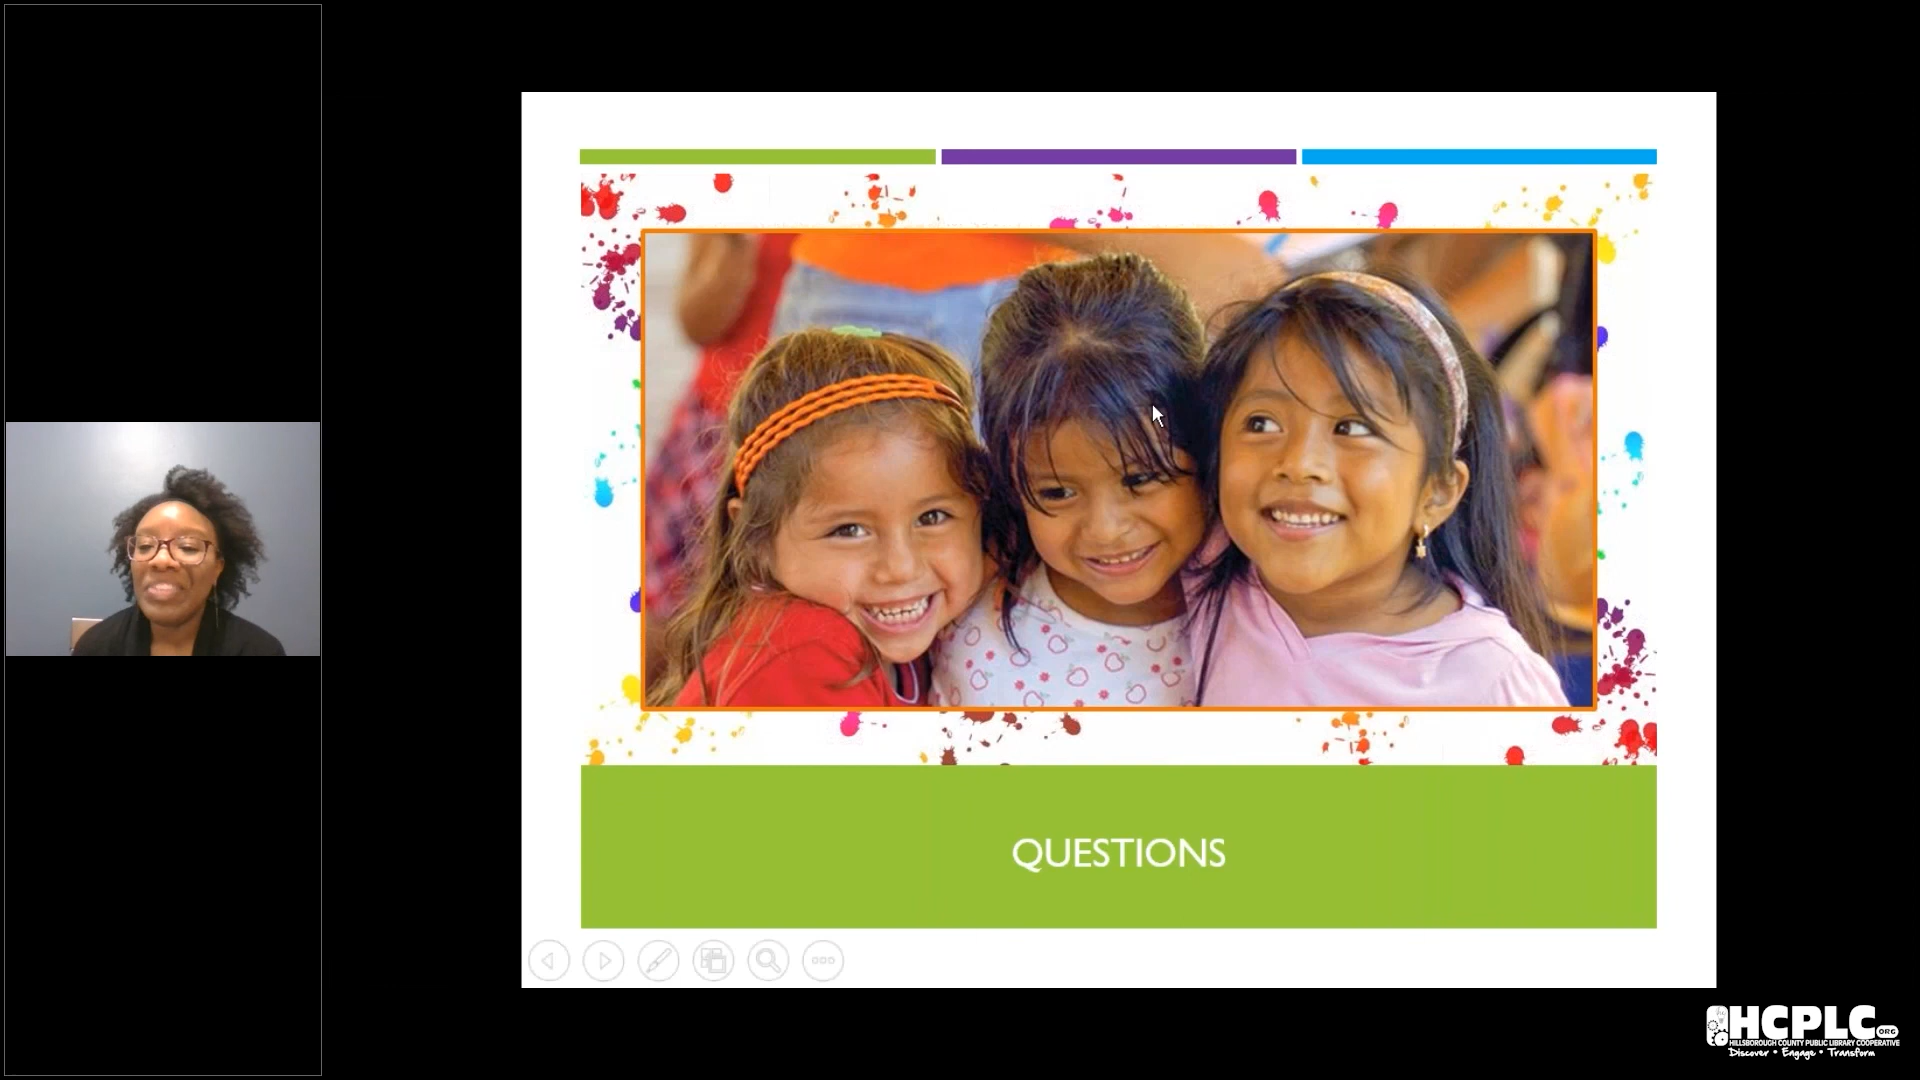 QUESTIONS
HCPLC.ORG
HILLSBOROUGH COUNTY PUBLIC LIBRARY COOPERATIVE
Discover • Engage • Transform